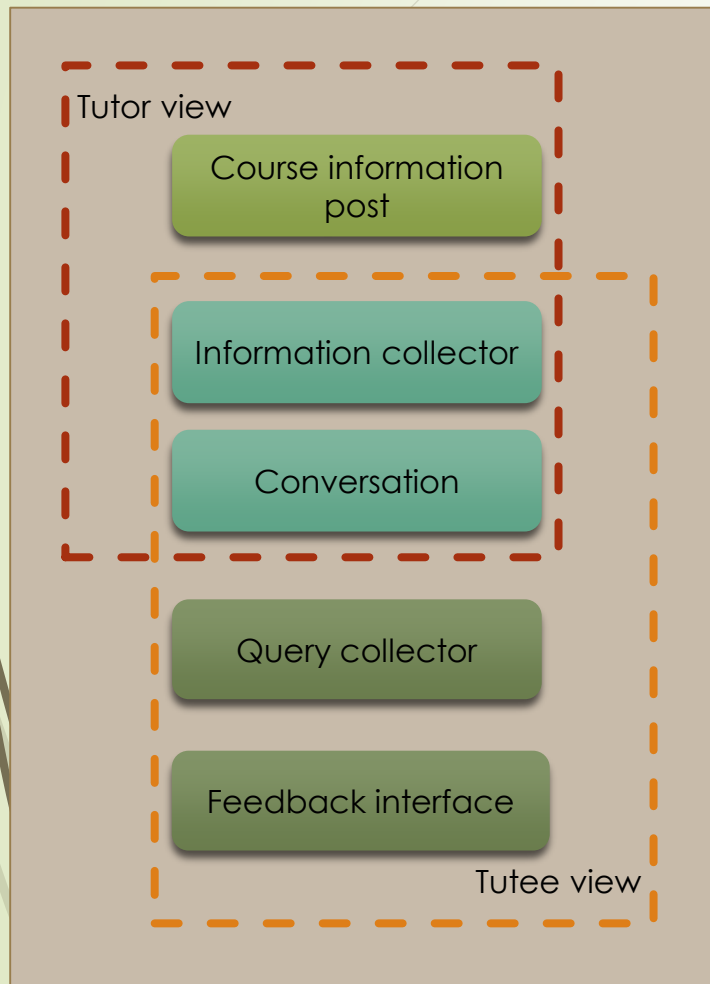 Tutor view
Course information
post
Information collector
Conversation
Query collector
Feedback interface
Tutee view